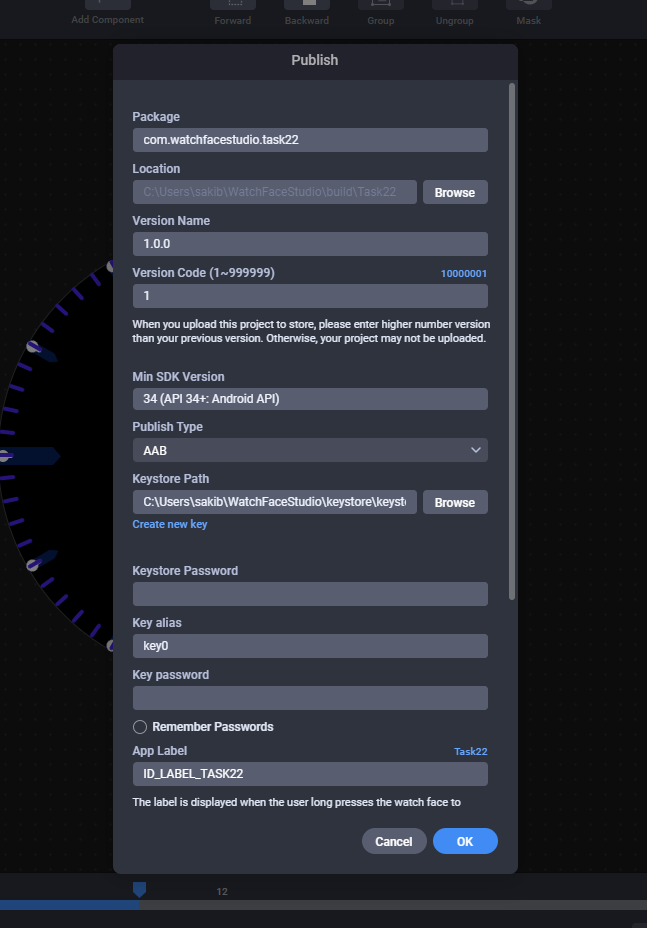 Add Component
Forward
Backward
Group
Ungroup
Mask
Publish
Package
com.watchfacestudio.task22
Location
C:\Users\sakib\WatchFaceStudio\build\Task22
Browse
Version Name
1.0.0
Version Code (1~999999)
10000001
1
When you upload this project to store, please enter higher number version
than your previous version. Otherwise, your project may not be uploaded.
Min SDK Version
34 (API 34+: Android API)
Publish Type
AAB
Keystore Path
C:\Users\sakib\WatchFaceStudio\keystore\keysto
Browse
Create new key
Keystore Password
Key alias
key0
Key password
Remember Passwords
App Label
Task22
ID_LABEL_TASK22
The label is displayed when the user long presses the watch face to
Cancel
OK
12